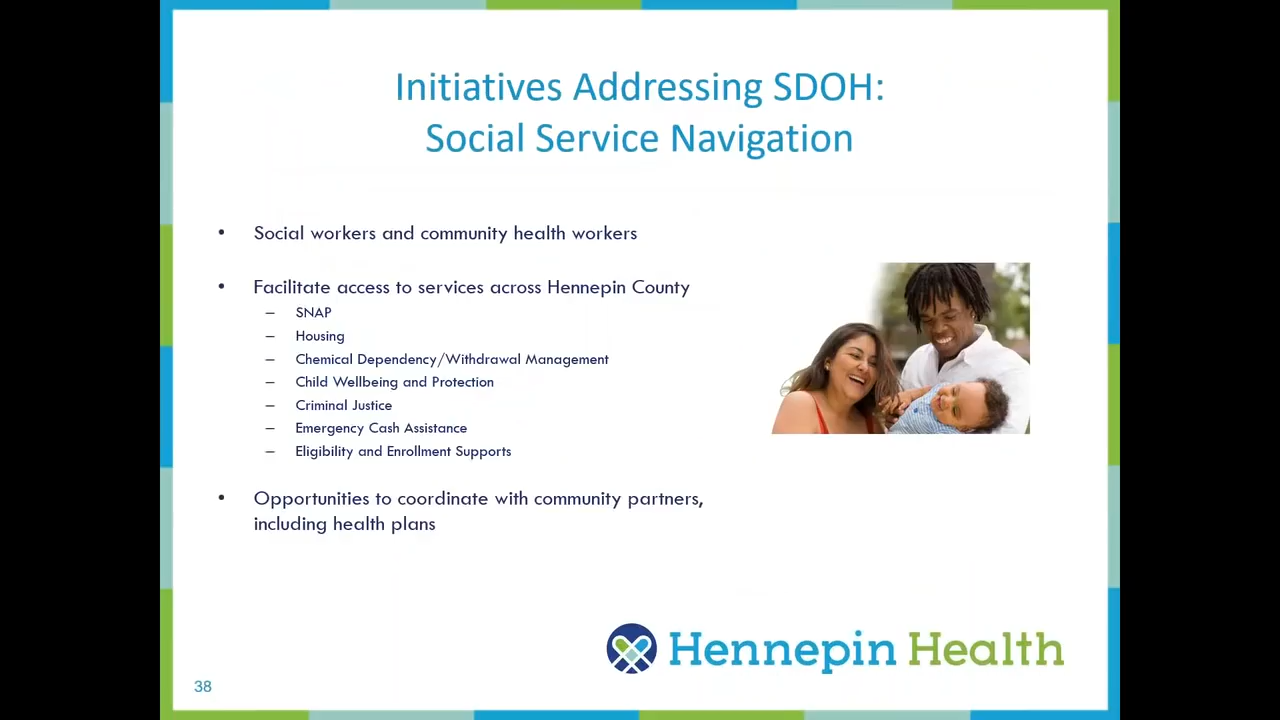 Initiatives Addressing SDOH:
Social Service Navigation
• Social workers and community health workers
• Facilitate access to services across Hennepin County
– SNAP
– Housing
– Chemical Dependency/Withdrawal Management
– Child Wellbeing and Protection
– Criminal Justice
– Emergency Cash Assistance
– Eligibility and Enrollment Supports
• Opportunities to coordinate with community partners,
including health plans
Hennepin Health
38